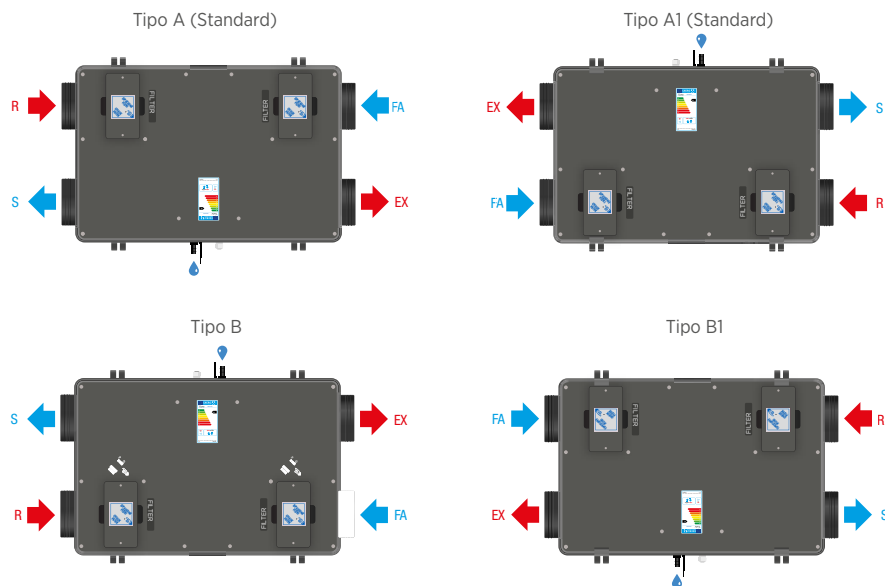 Tipo A (Standard)
Tipo A1 (Standard)
R
FILTER
FILTER
FA
EX
S
S
EX
FA
FILTER
FILTER
R
Tipo B
Tipo B1
S
EX
FA
FILTER
FILTER
R
R
FILTER
FILTER
FA
EX
S